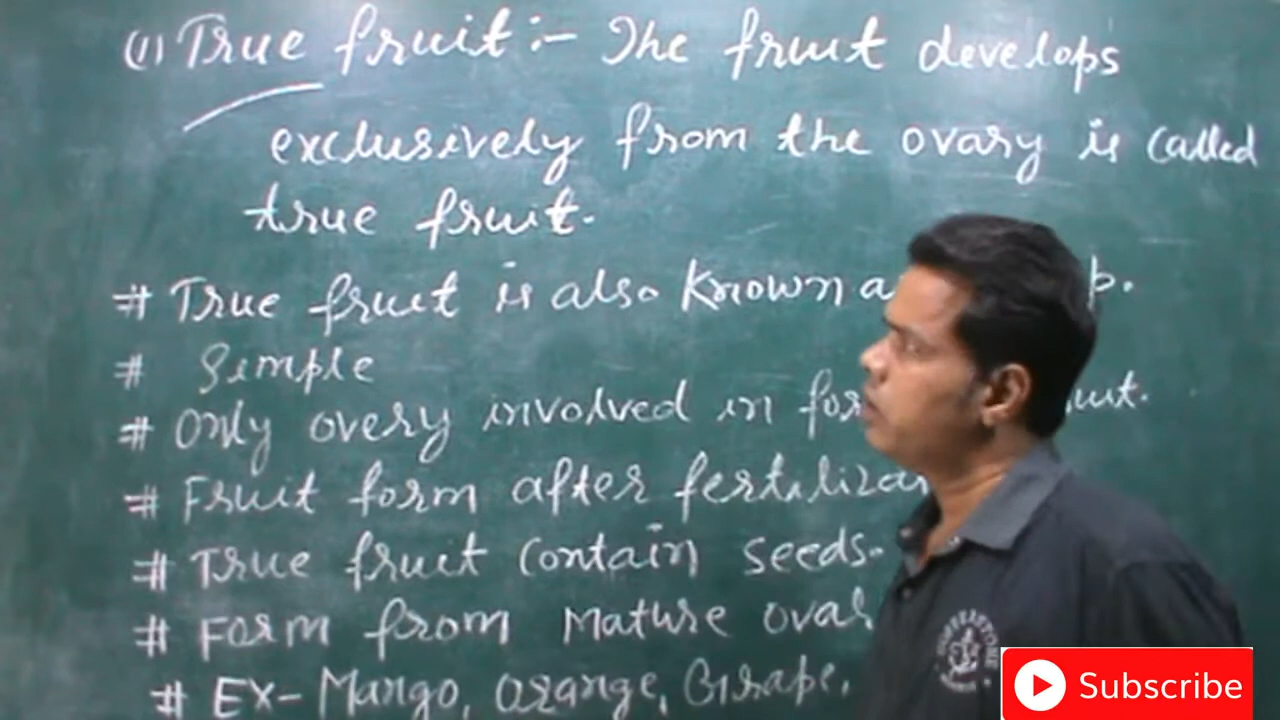 (1) True fruit :- The fruit develops
exclusively from the ovary is called
true fruit.
# True fruit is also known a
# Simple
# Only overy involved in for
# Fruit form after fertilizat
# True fruit contain seeds.
# Form from Mature ovar
# Ex- Mango, Orange, Grape,
Subscribe